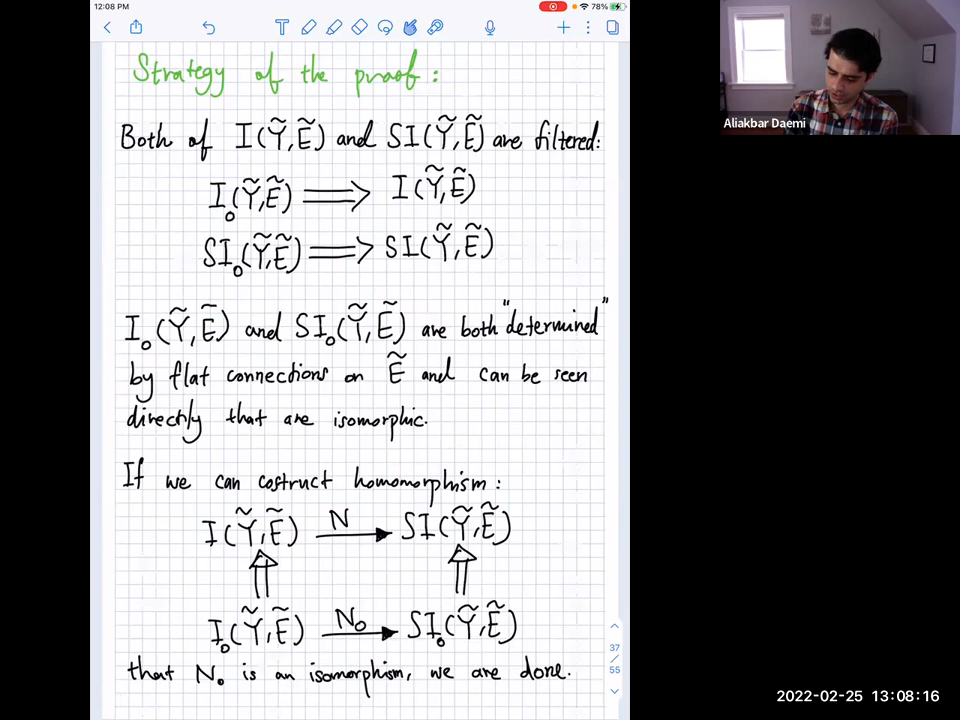 12:08 PM
78%
Strategy of the proof:
Both of I(Ỹ,Ẽ) and SI(Ỹ,Ẽ) are filtered:
I₀(Ỹ,Ẽ) ⟹ I(Ỹ,Ẽ)
SI₀(Ỹ,Ẽ) ⟹ SI(Ỹ,Ẽ)
I₀(Ỹ,Ẽ) and SI₀(Ỹ,Ẽ) are both "determined"
by flat connections on Ẽ and can be seen
directly that are isomorphic.
If we can costruct homomorphism:
I(Ỹ,Ẽ) N→ SI(Ỹ,Ẽ)
⇑ ⇑
I₀(Ỹ,Ẽ) N₀→ SI₀(Ỹ,Ẽ)
that N₀ is an isomorphism, we are done.
37
/
55
Aliakbar Daemi
2022-02-25 13:08:16